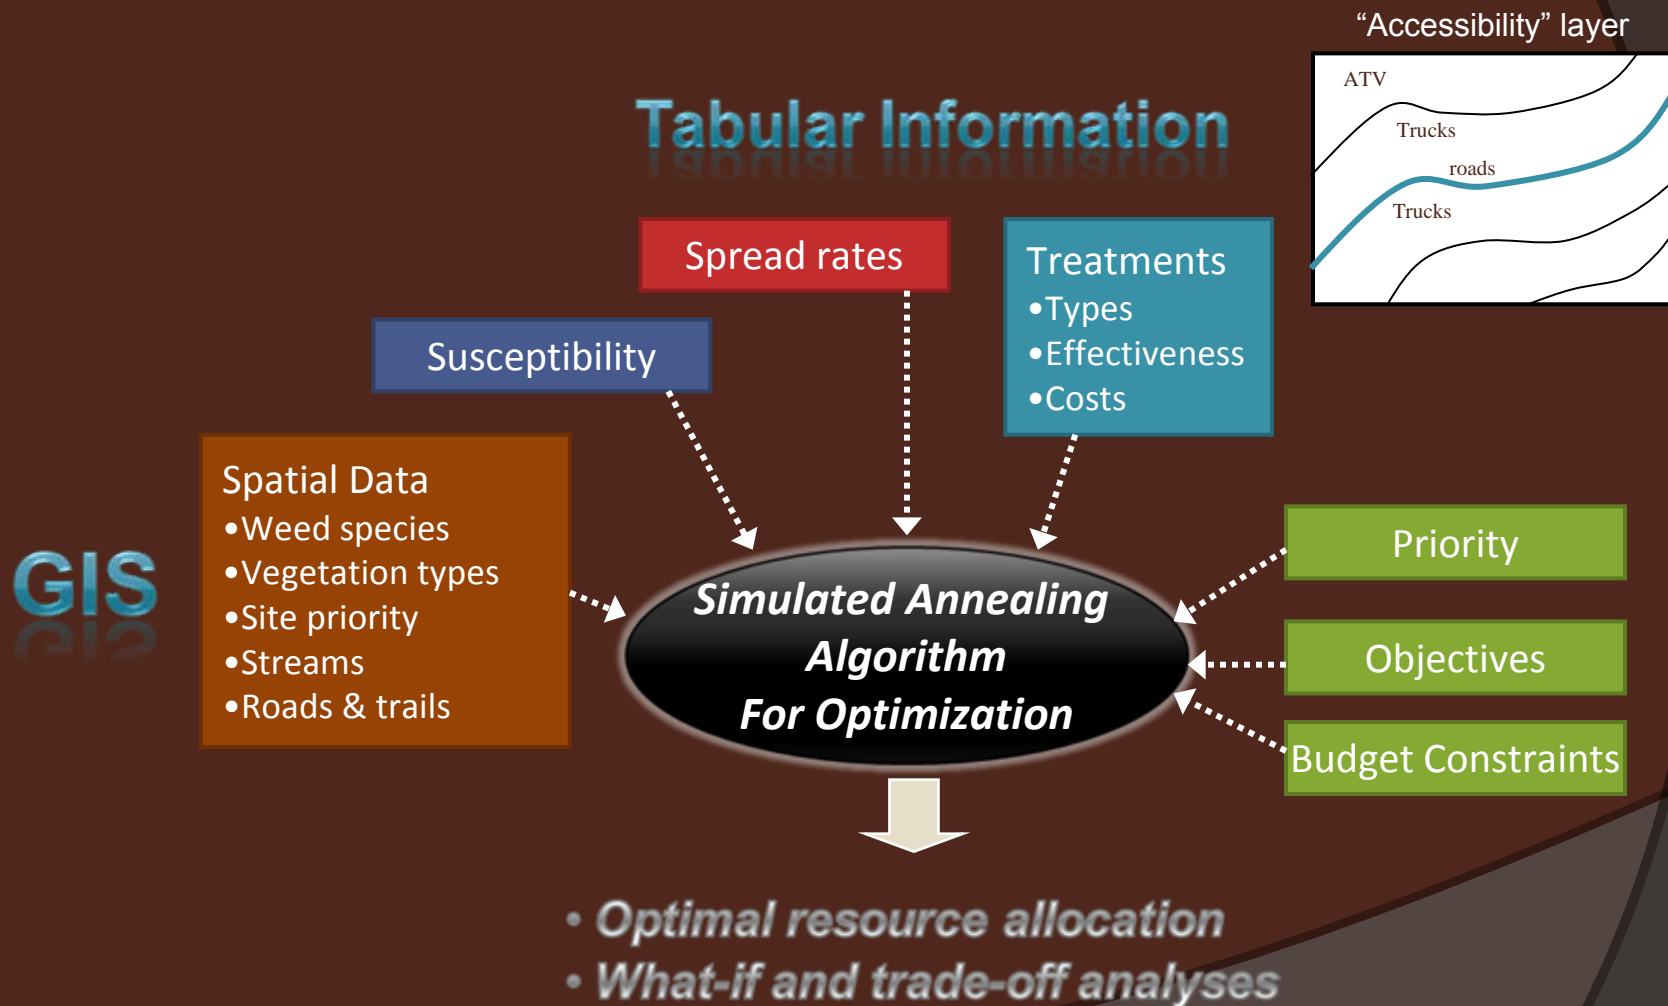 “Accessibility” layer
ATV
Trucks
roads
Trucks
Tabular Information
Spread rates
Treatments
•Types
•Effectiveness
•Costs
Susceptibility
Spatial Data
•Weed species
•Vegetation types
•Site priority
•Streams
•Roads & trails
GIS
Simulated Annealing
Algorithm
For Optimization
Priority
Objectives
Budget Constraints
• Optimal resource allocation
• What-if and trade-off analyses